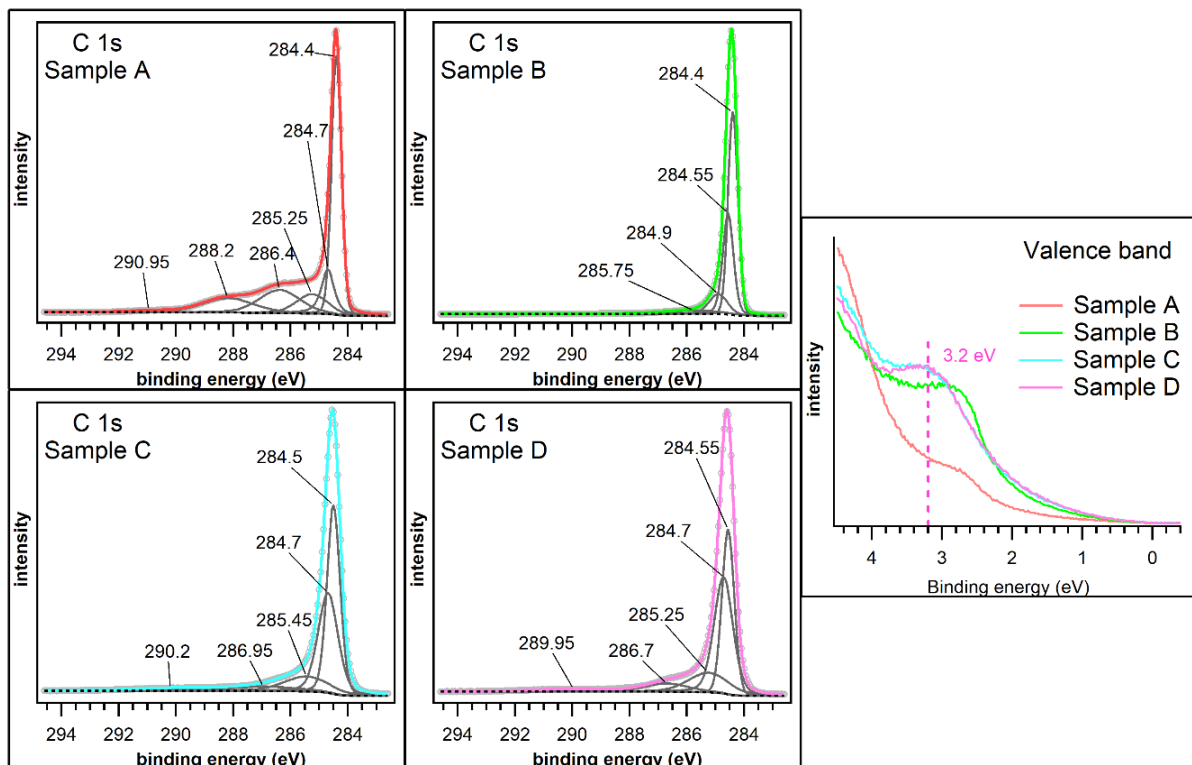 C 1s
Sample A
284.4
284.7
285.25
286.4
288.2
290.95
intensity
294 292 290 288 286 284
binding energy (eV)
C 1s
Sample B
284.4
284.55
284.9
285.75
intensity
294 292 290 288 286 284
binding energy (eV)
C 1s
Sample C
284.5
284.7
285.45
286.95
290.2
intensity
294 292 290 288 286 284
binding energy (eV)
C 1s
Sample D
284.55
284.7
285.25
286.7
289.95
intensity
294 292 290 288 286 284
binding energy (eV)
Valence band
Sample A
Sample B
Sample C
Sample D
3.2 eV
intensity
4 3 2 1 0
Binding energy (eV)